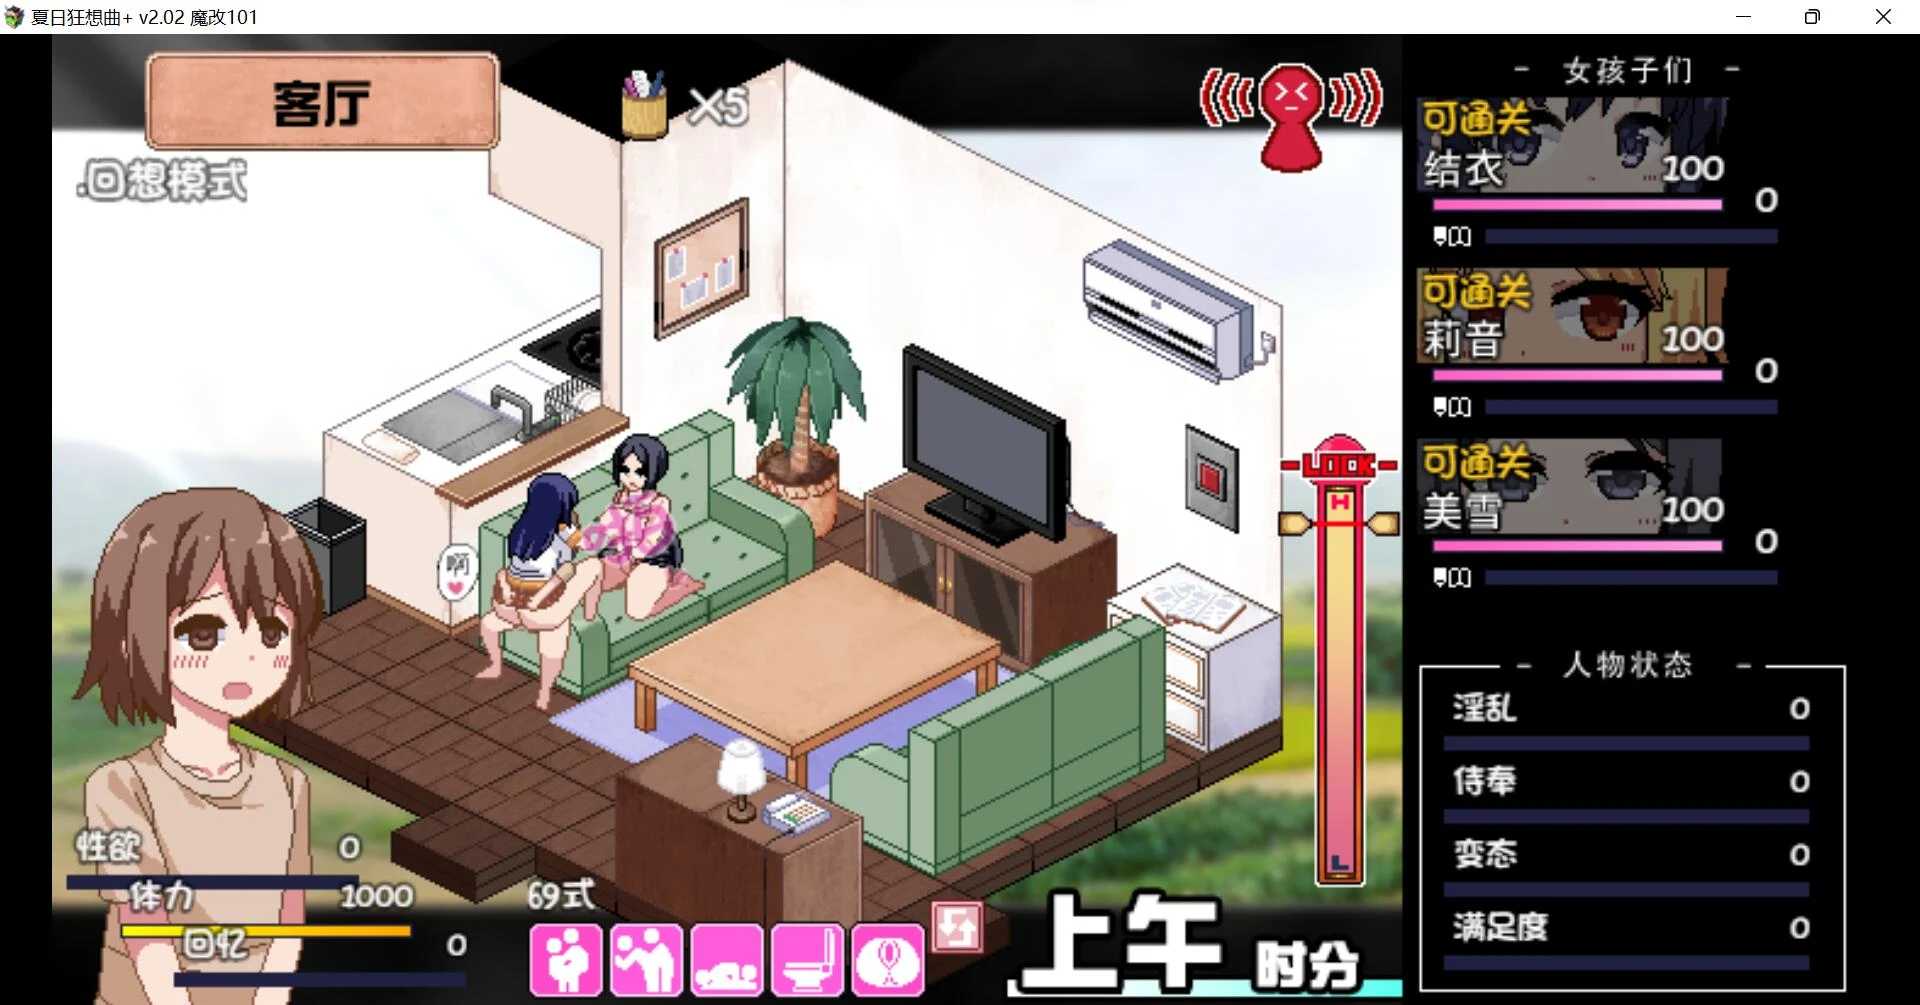 夏日狂想曲+ v2.02 魔改101
客厅
×5
.回想模式
啊
LOCK
H
L
性欲 0
体力 1000
回忆 0
69式
上午 时分
- 女孩子们 -
可通关
结衣 100
0
可通关
莉音 100
0
可通关
美雪 100
0
- 人物状态 -
淫乱 0
侍奉 0
变态 0
满足度 0